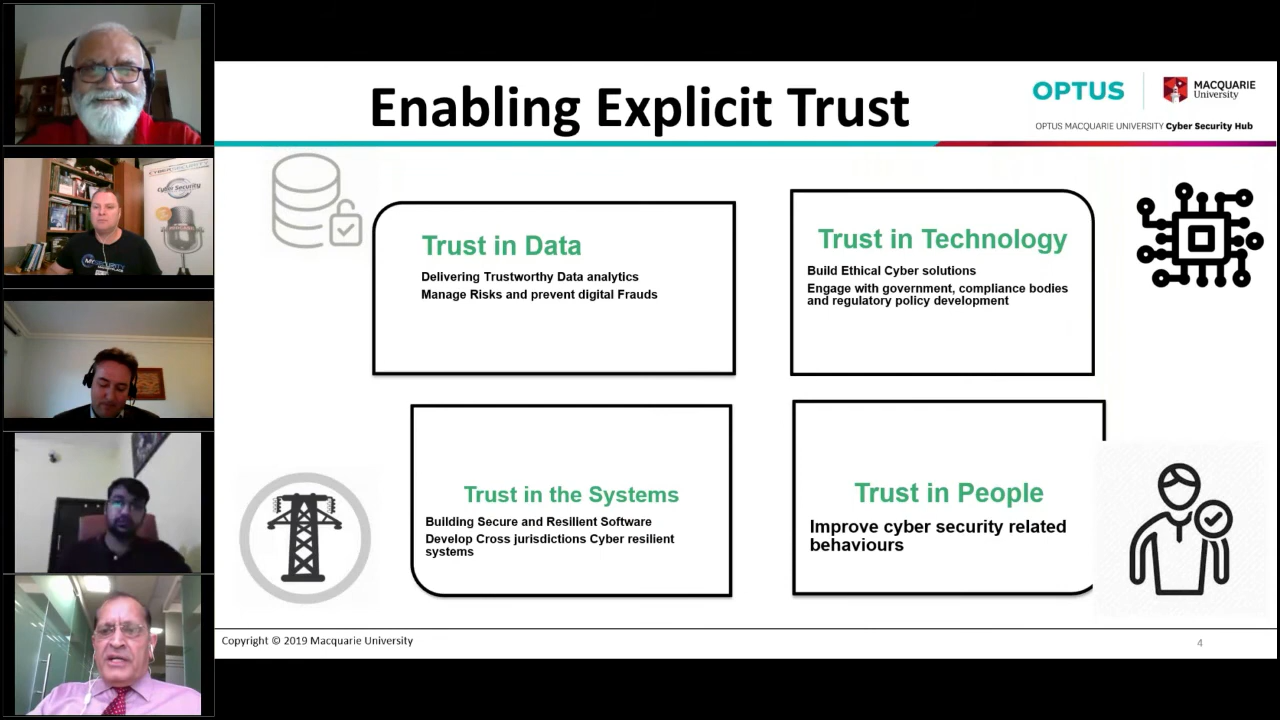 Enabling Explicit Trust
OPTUS
MACQUARIE
University
OPTUS MACQUARIE UNIVERSITY Cyber Security Hub
Trust in Data
Delivering Trustworthy Data analytics
Manage Risks and prevent digital Frauds
Trust in Technology
Build Ethical Cyber solutions
Engage with government, compliance bodies
and regulatory policy development
Trust in the Systems
Building Secure and Resilient Software
Develop Cross jurisdictions Cyber resilient
systems
Trust in People
Improve cyber security related
behaviours
Copyright © 2019 Macquarie University
4
Cyber Security